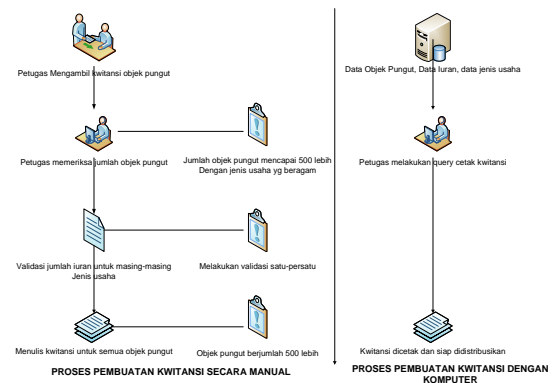 Petugas Mengambil kwitansi objek pungut
Petugas memeriksa jumlah objek pungut
Jumlah objek pungut mencapai 500 lebih
Dengan jenis usaha yg beragam
Validasi jumlah iuran untuk masing-masing
Jenis usaha
Melakukan validasi satu-persatu
Menulis kwitansi untuk semua objek pungut
Objek pungut berjumlah 500 lebih
PROSES PEMBUATAN KWITANSI SECARA MANUAL
Data Objek Pungut, Data Iuran, data jenis usaha
Petugas melakukan query cetak kwitansi
Kwitansi dicetak dan siap didistribusikan
PROSES PEMBUATAN KWITANSI DENGAN
KOMPUTER